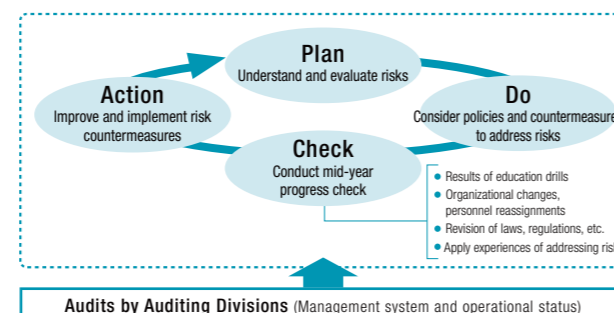 Plan
Understand and evaluate risks
Action
Improve and implement risk
countermeasures
Do
Consider policies and countermeasure
to address risks
Check
Conduct mid-year
progress check
● Results of education drills
● Organizational changes,
personnel reassignments
● Revision of laws, regulations, etc.
● Apply experiences of addressing ris
Audits by Auditing Divisions (Management system and operational status)